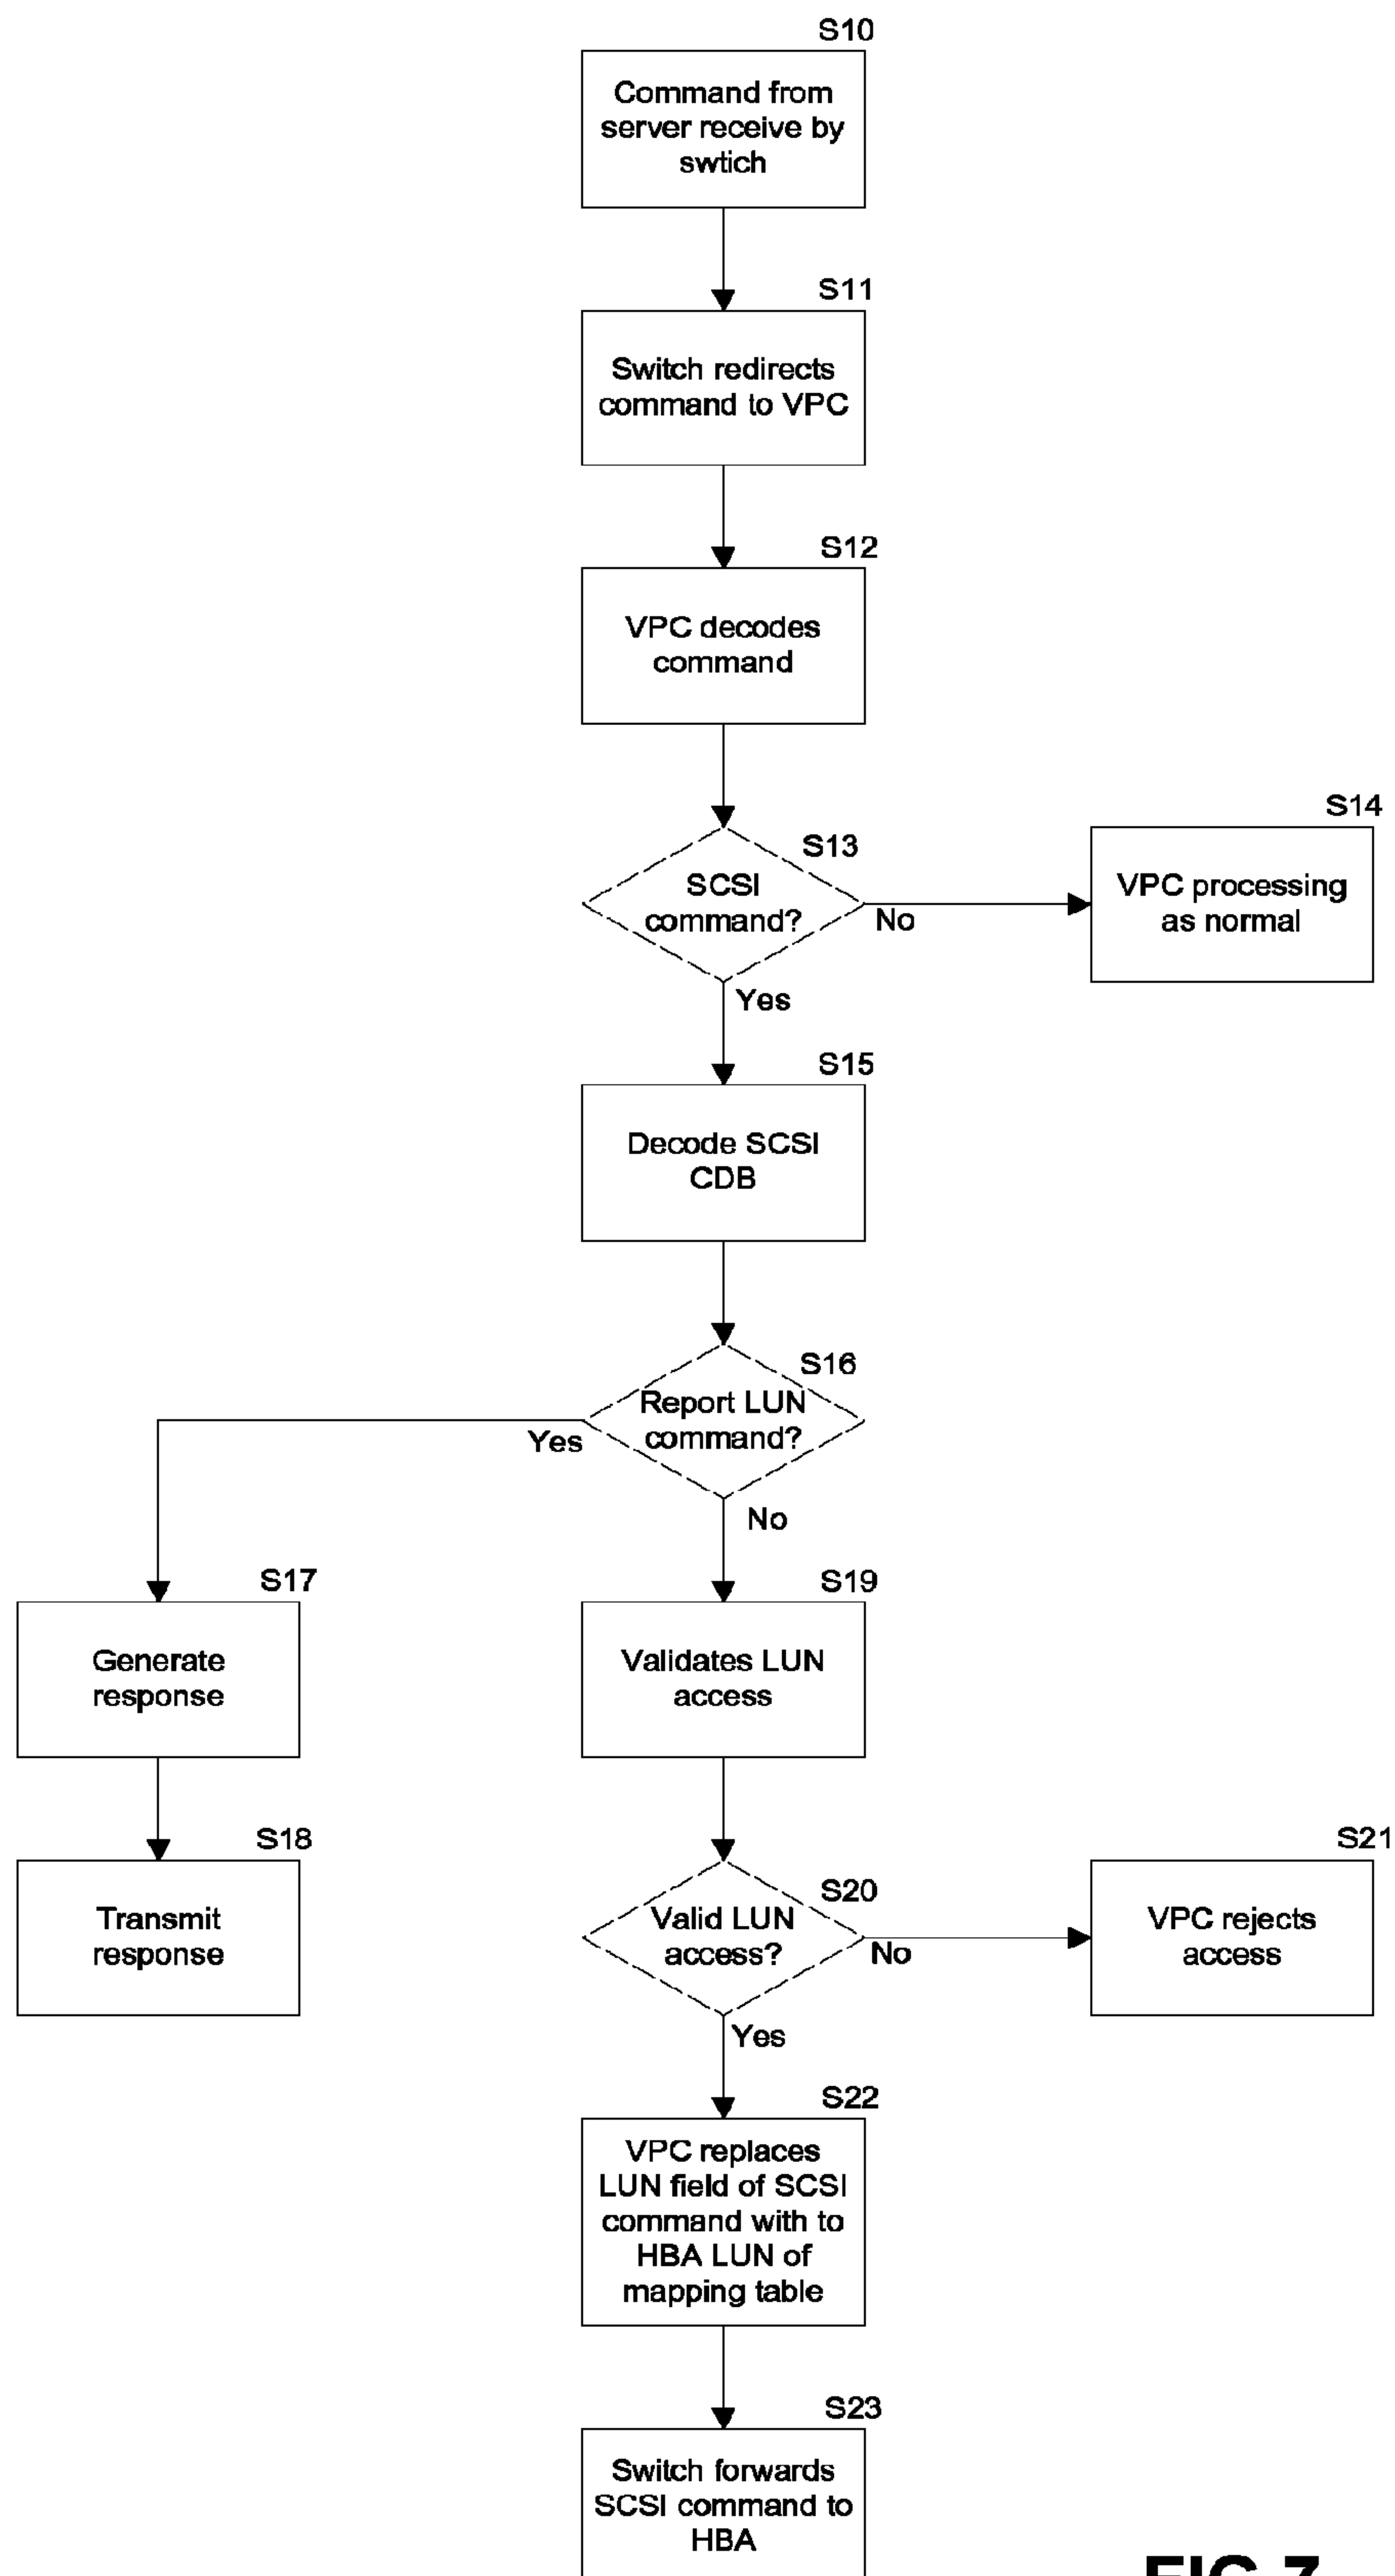 S10
Command from
server receive by
swtich
S11
Switch redirects
command to VPC
S12
VPC decodes
command
S13
SCSI
command?
No
Yes
S14
VPC processing
as normal
S15
Decode SCSI
CDB
S16
Report LUN
command?
Yes
No
S17
Generate
response
S18
Transmit
response
S19
Validates LUN
access
S20
Valid LUN
access?
No
Yes
S21
VPC rejects
access
S22
VPC replaces
LUN field of SCSI
command with to
HBA LUN of
mapping table
S23
Switch forwards
SCSI command to
HBA
FIG 7